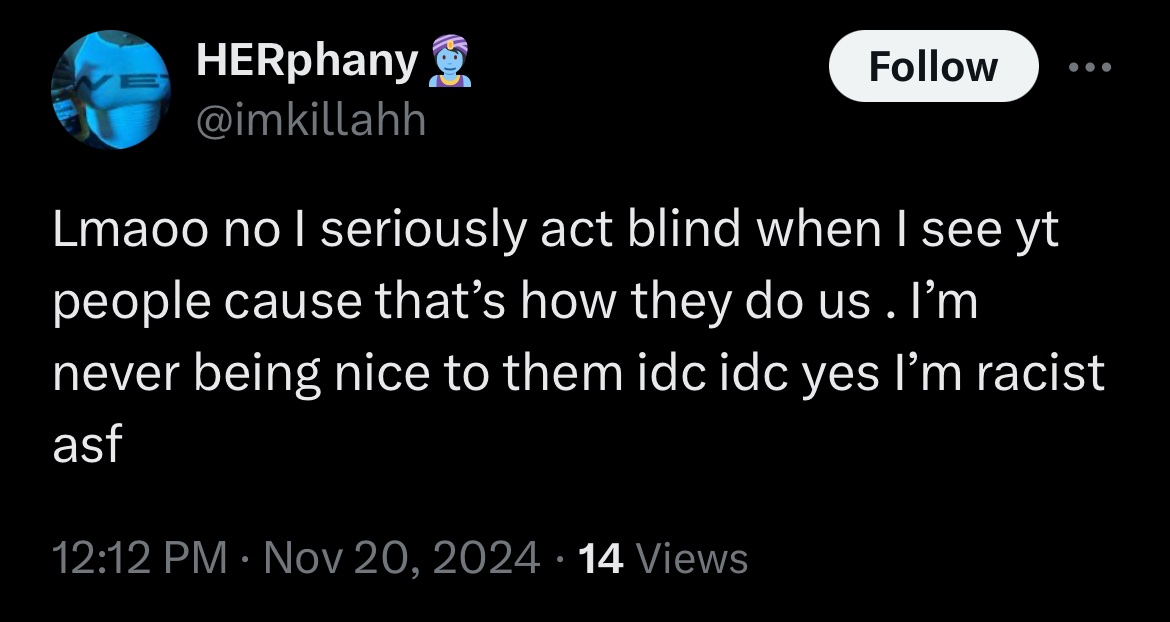 HERphany
Follow
@imkillahh
Lmaoo no I seriously act blind when I see yt
people cause that’s how they do us . I’m
never being nice to them idc idc yes I’m racist
asf
12:12 PM · Nov 20, 2024 · 14 Views